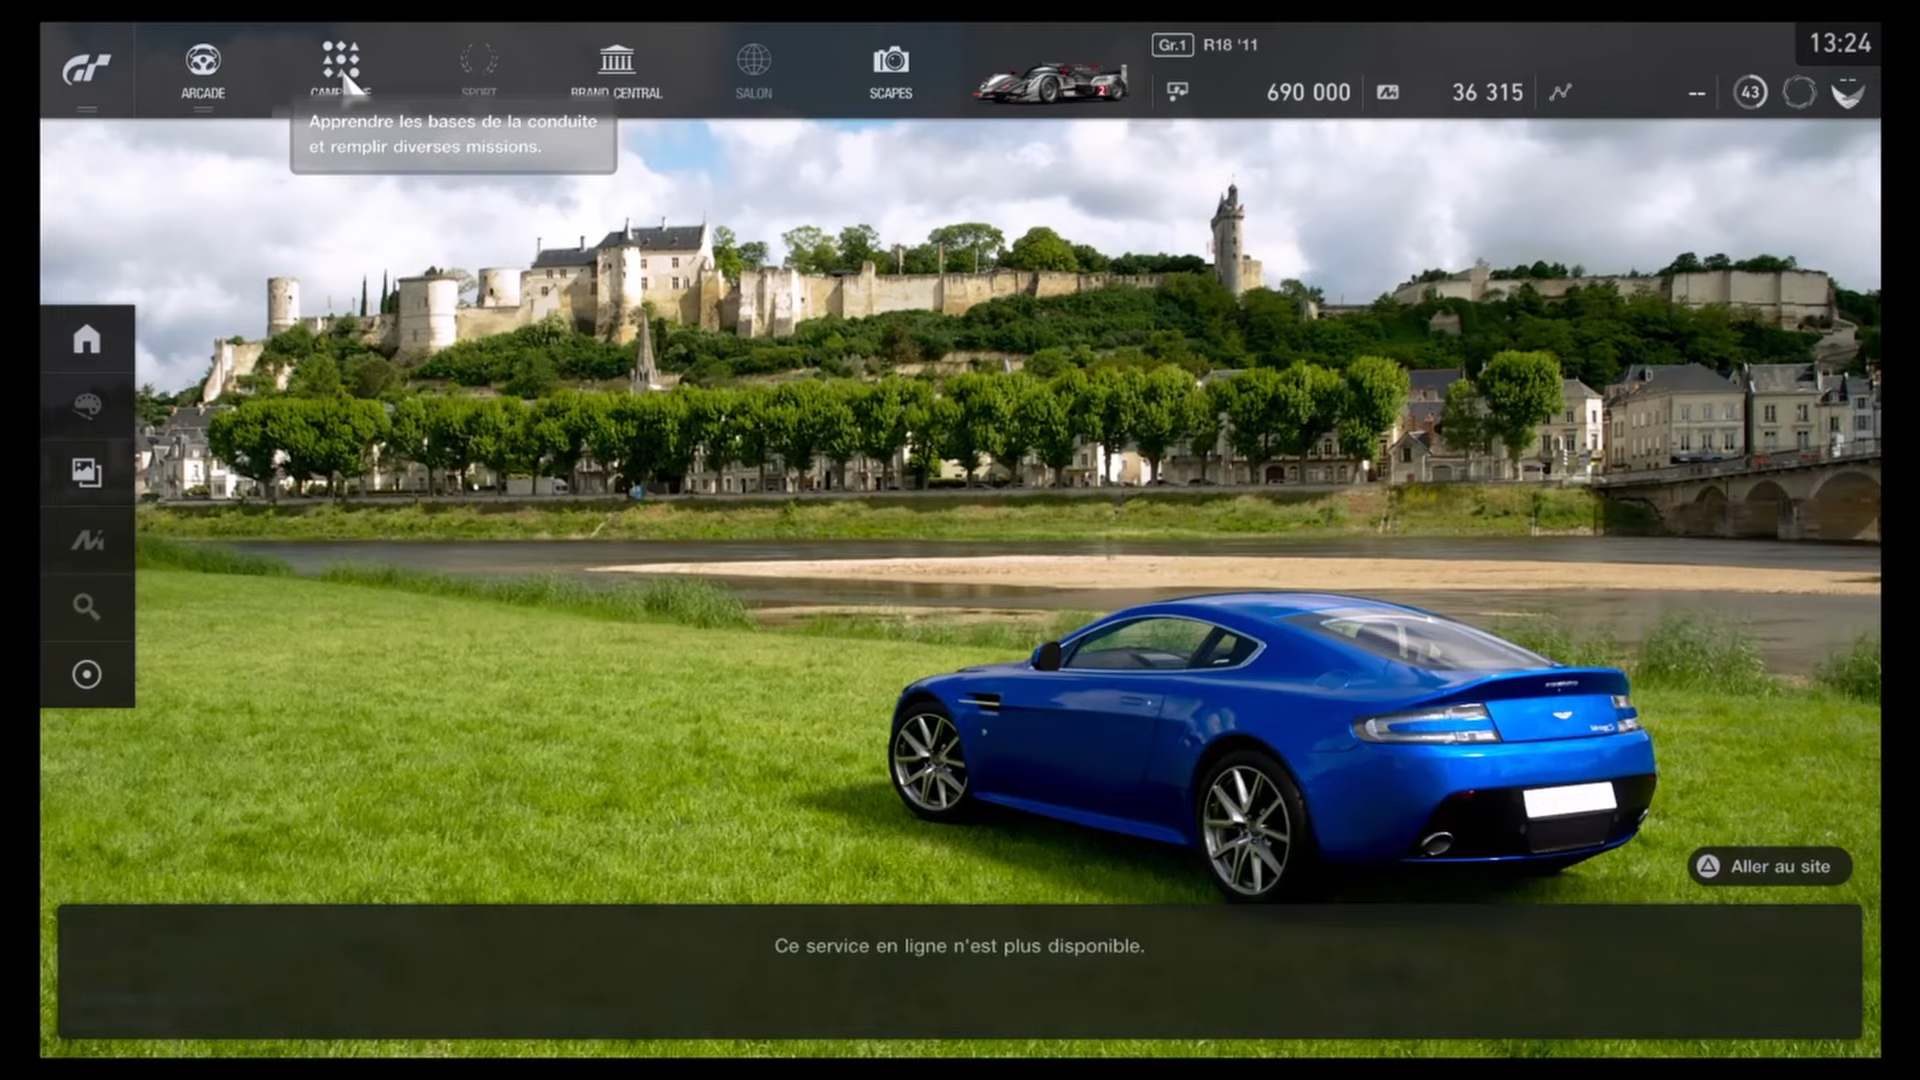 Gr.1 R18 '11
13:24
ARCADE
SPORT
BRAND CENTRAL
SALON
SCAPES
690 000
36 315
--
43
--
Apprendre les bases de la conduite
et remplir diverses missions.
Aller au site
Ce service en ligne n'est plus disponible.